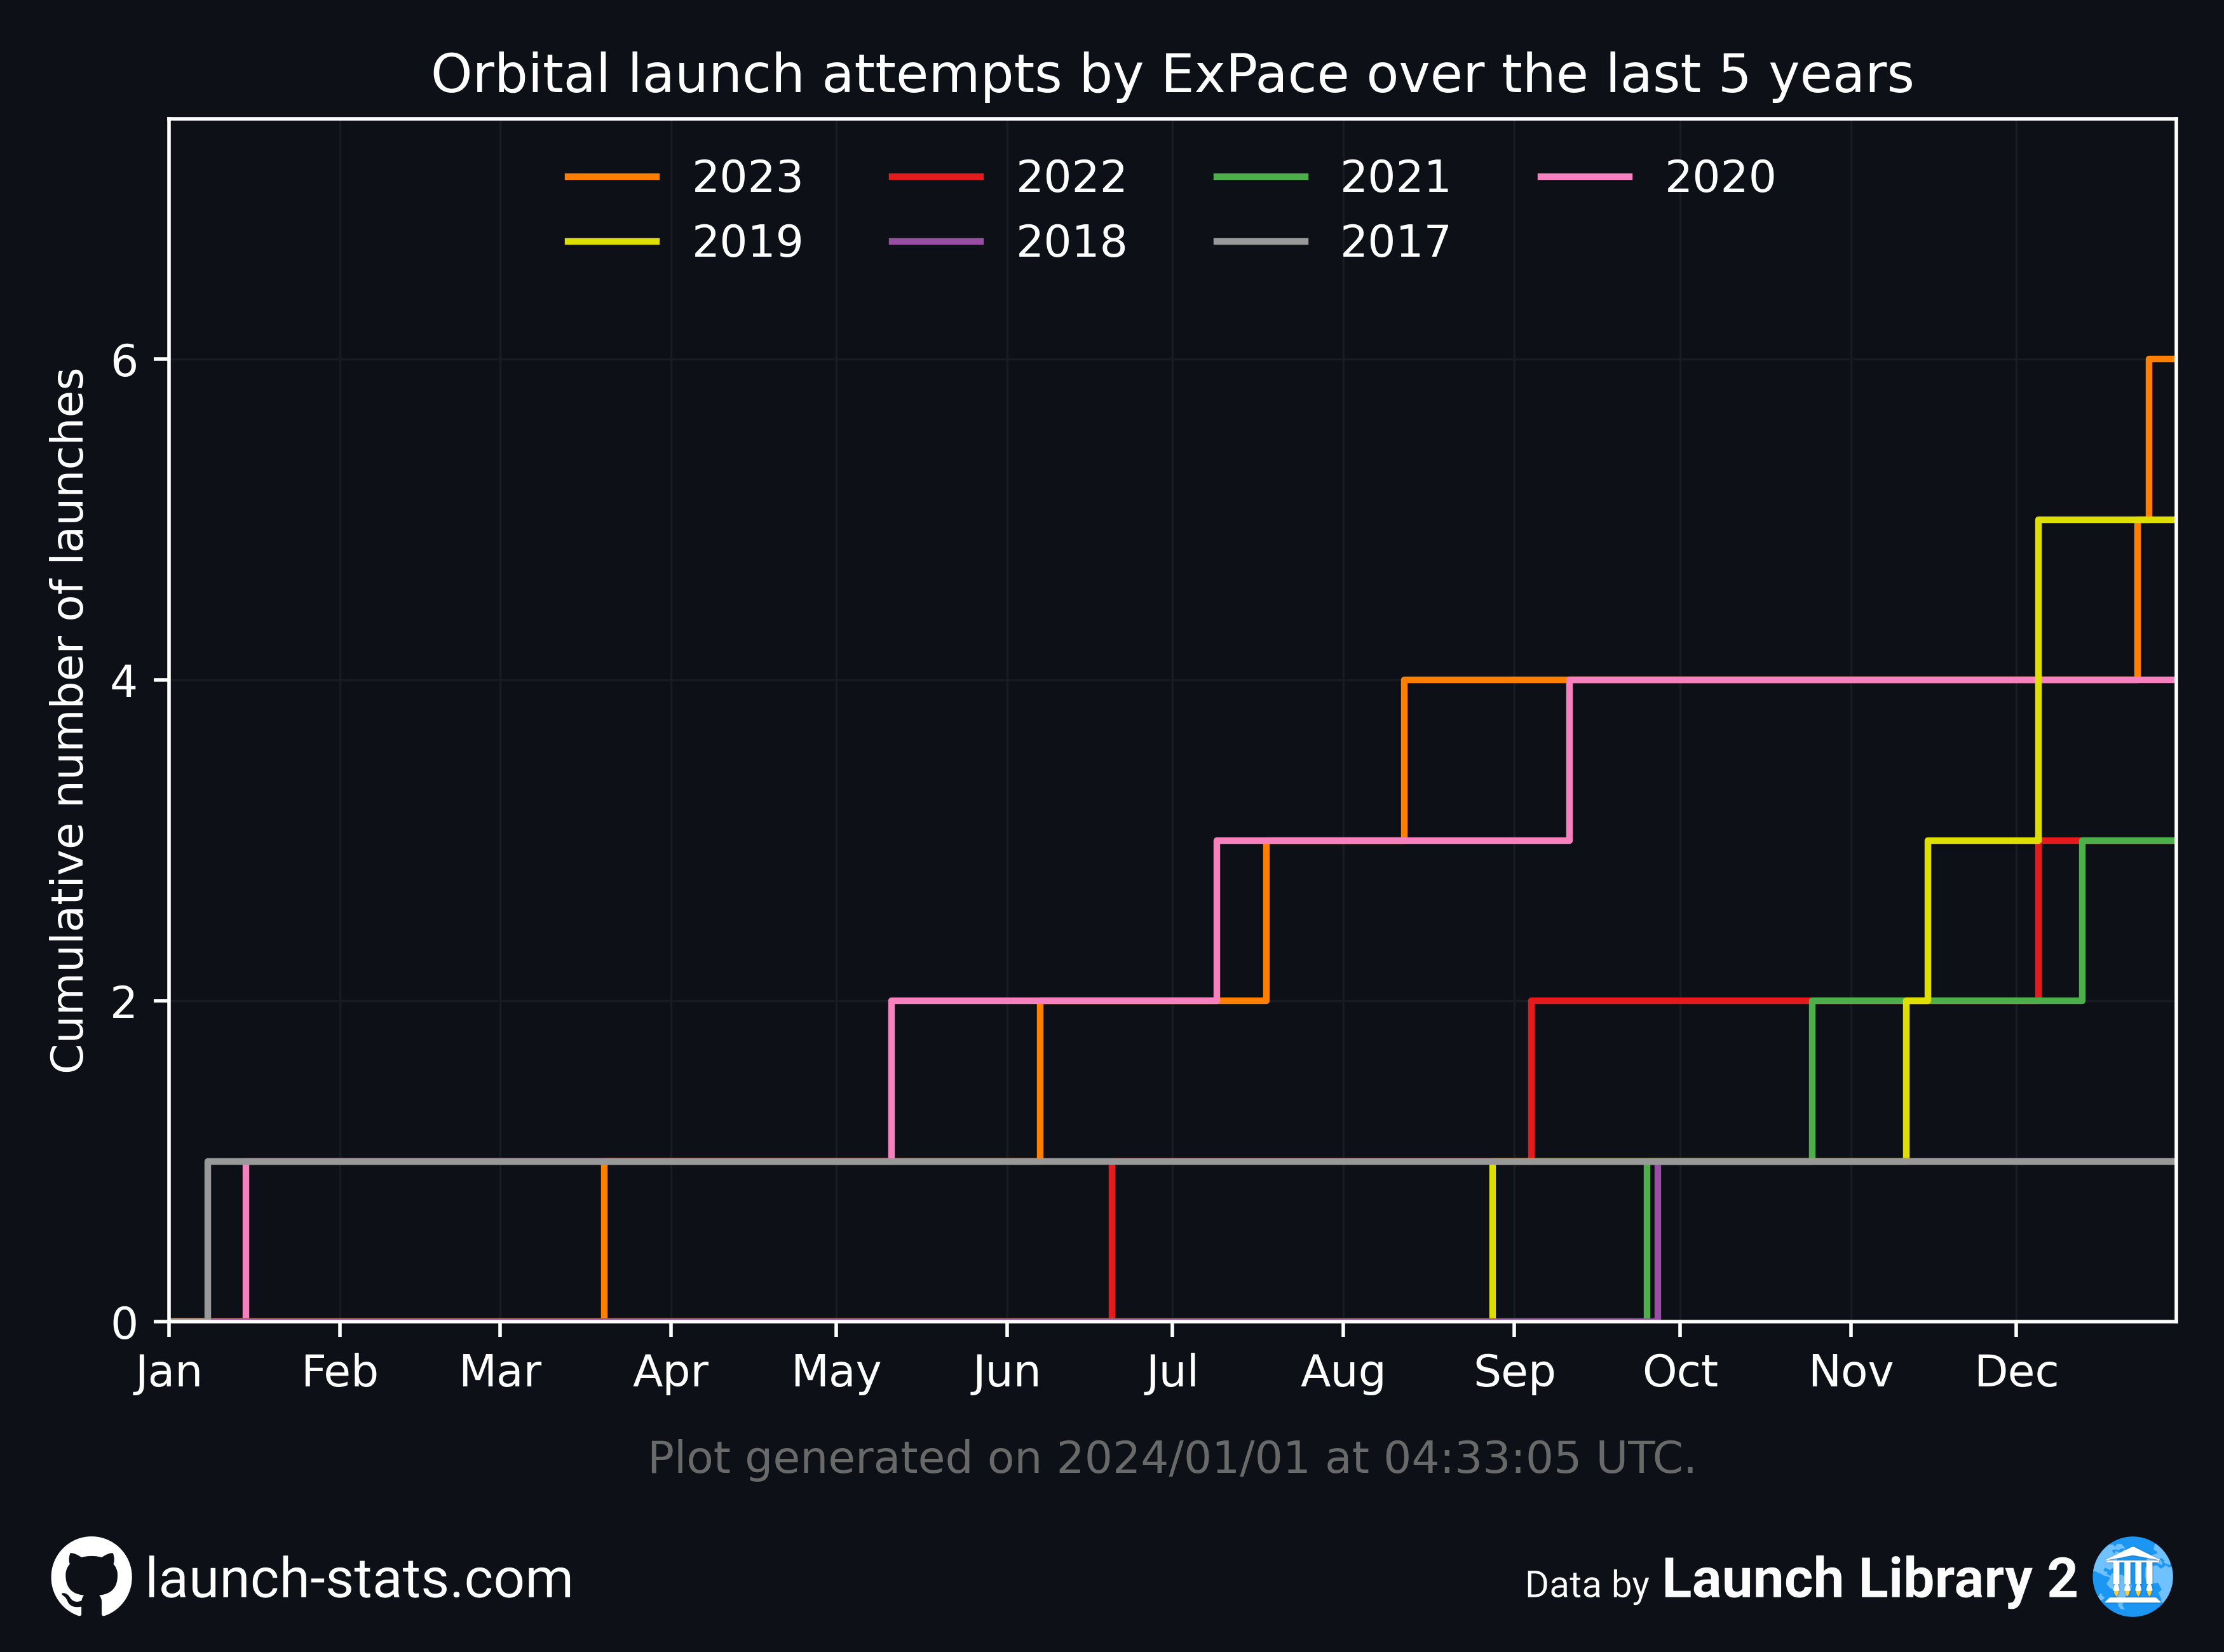 Orbital launch attempts by ExPace over the last 5 years
2023 2022 2021 2020
2019 2018 2017
Cumulative number of launches
6
4
2
0
Jan Feb Mar Apr May Jun Jul Aug Sep Oct Nov Dec
Plot generated on 2024/01/01 at 04:33:05 UTC.
launch-stats.com
Data by Launch Library 2